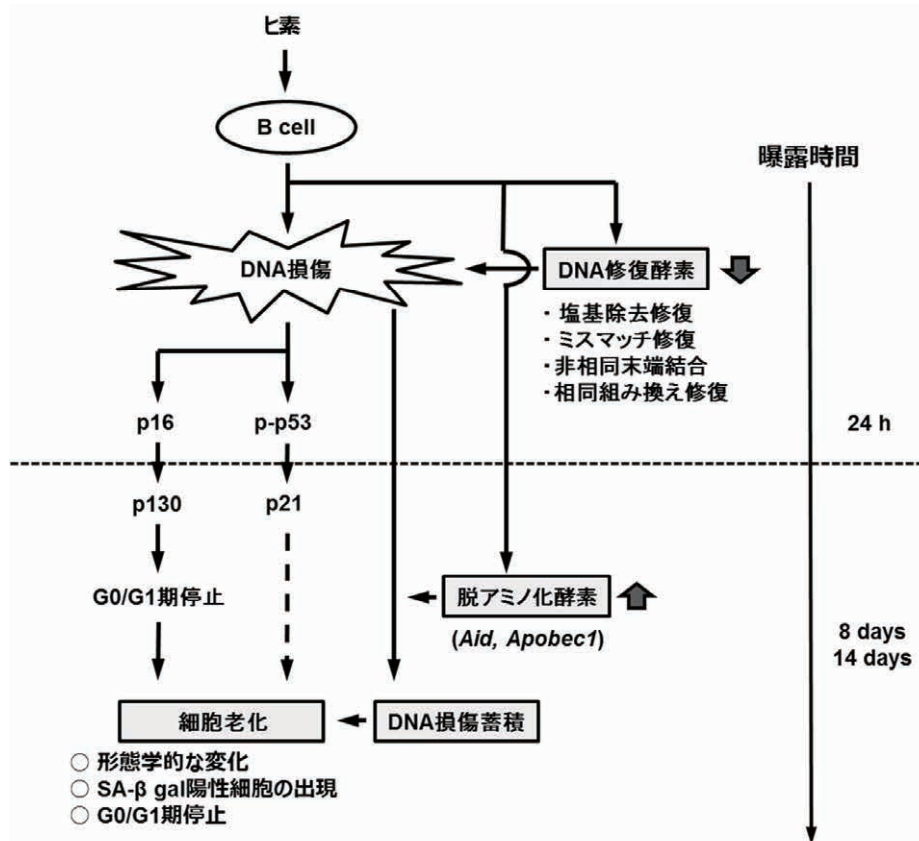 ヒ素
B cell
曝露時間
DNA損傷
DNA修復酵素
・塩基除去修復
・ミスマッチ修復
・非相同末端結合
・相同組み換え修復
p16
p-p53
24 h
p130
p21
G0/G1期停止
脱アミノ化酵素
(Aid, Apobec1)
8 days
14 days
細胞老化
DNA損傷蓄積
○ 形態学的な変化
○ SA-β gal陽性細胞の出現
○ G0/G1期停止